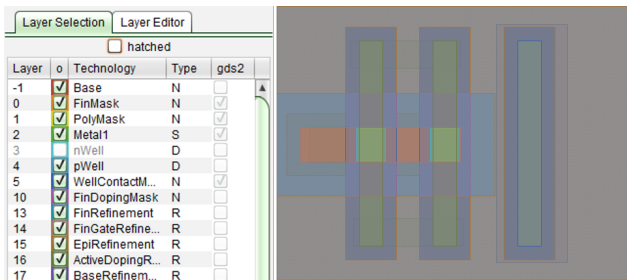 Layer Selection Layer Editor
hatched
Layer o Technology Type gds2
-1 Base N
0 FinMask N
1 PolyMask N
2 Metal1 S
3 nWell D
4 pWell D
5 WellContactM... N
10 FinDopingMask N
13 FinRefinement R
14 FinGateRefine... R
15 EpiRefinement R
16 ActiveDopingR... R
17 BaseRefinem... R